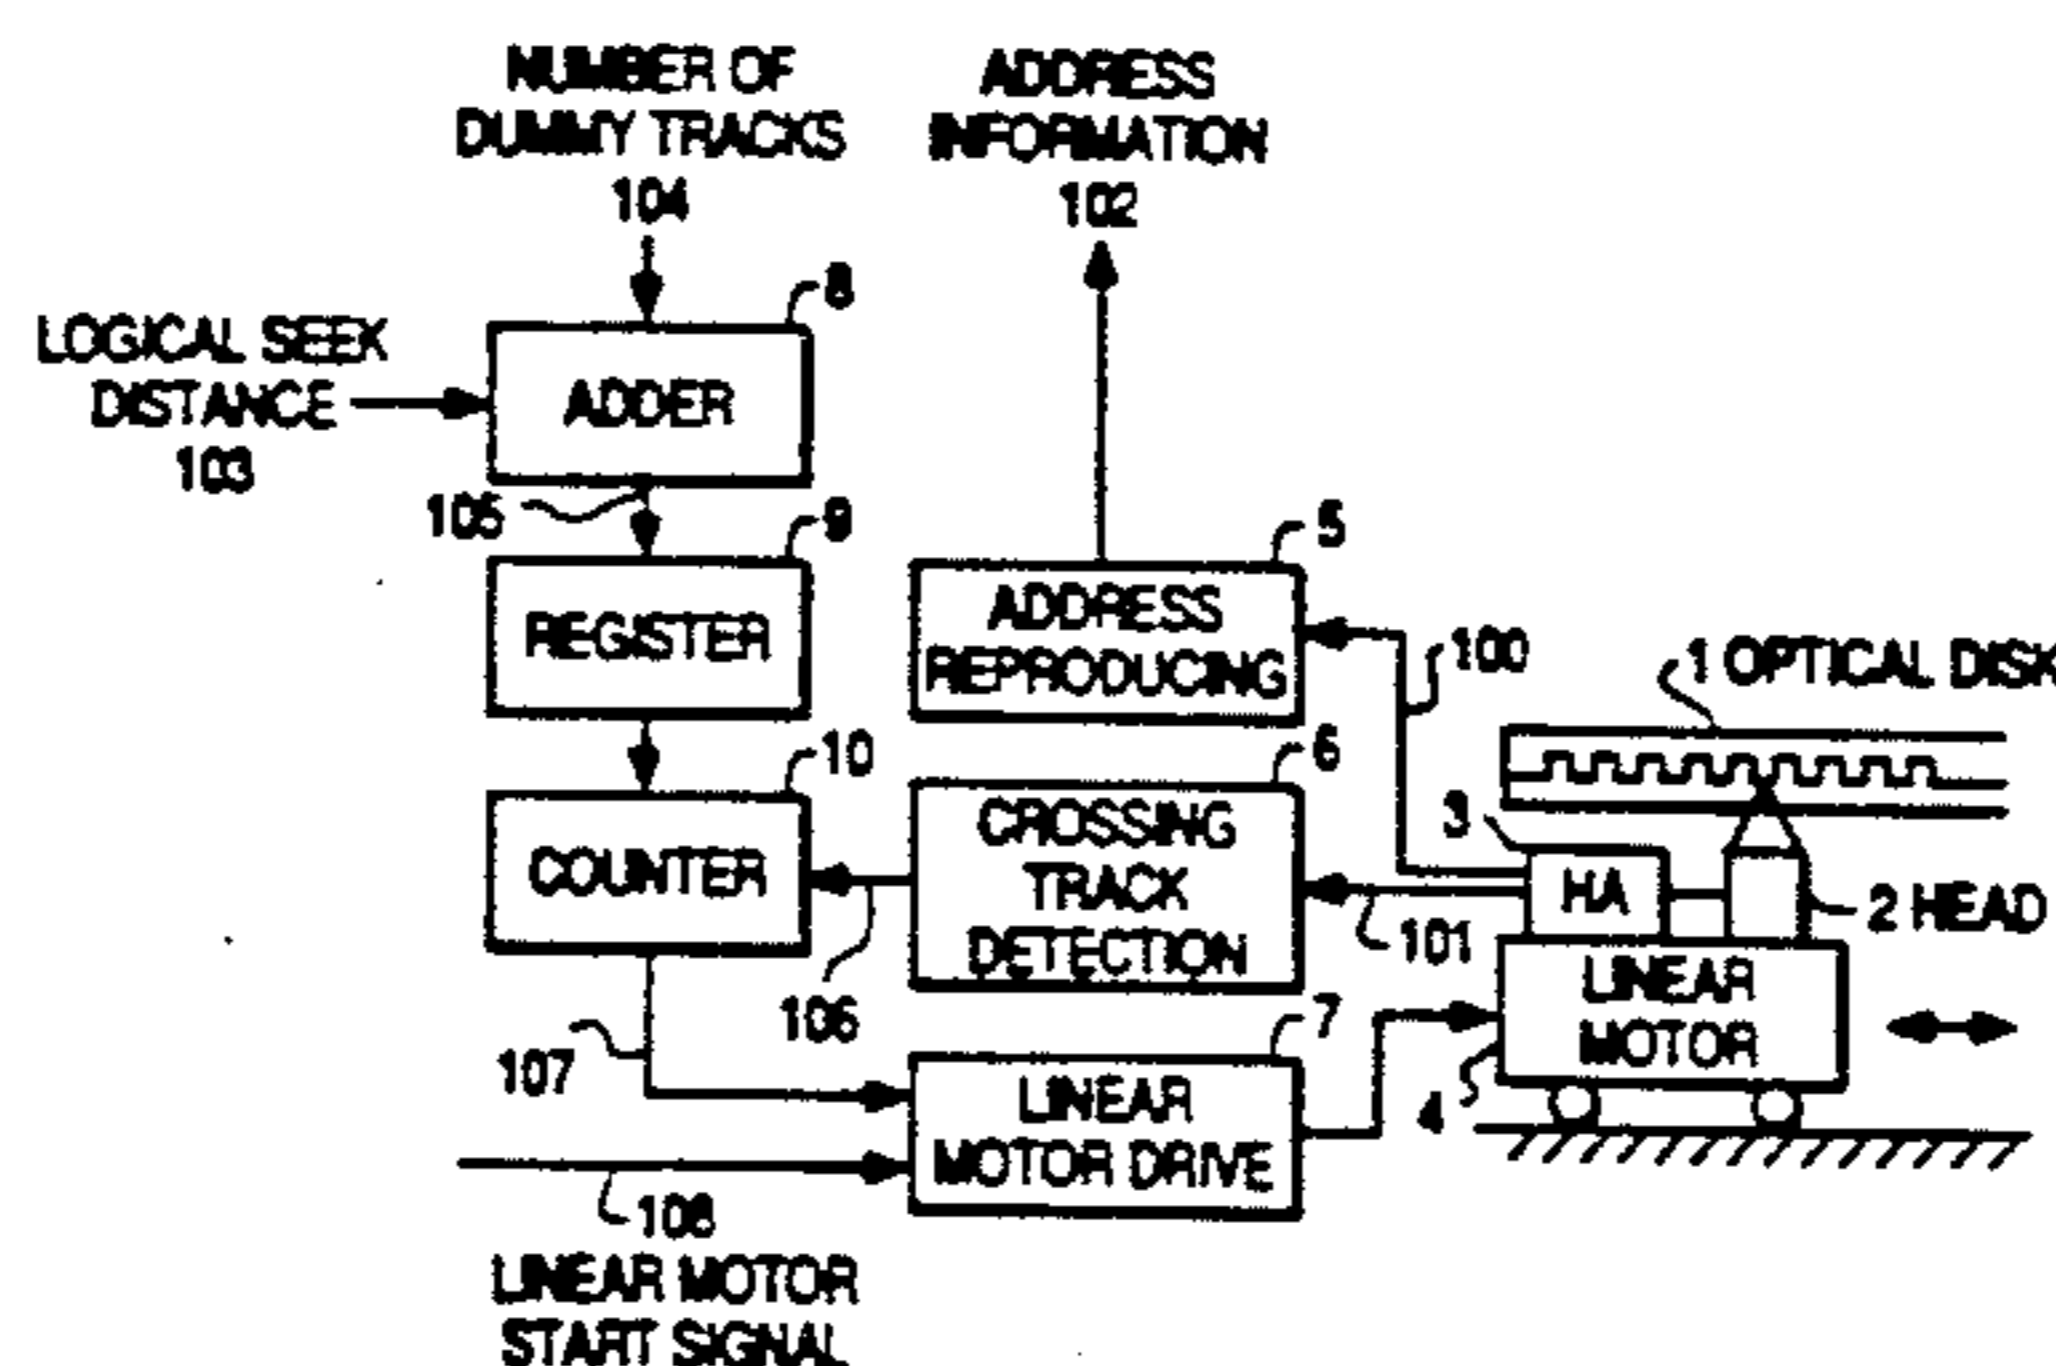 NUMBER OF
DUMMY TRACKS
104
ADDRESS
INFORMATION
102
8
LOGICAL SEEK
DISTANCE
103
ADDER
105
9
5
REGISTER
ADDRESS
REPRODUCING
100
1 OPTICAL DISK
10
6
COUNTER
CROSSING
TRACK
DETECTION
3
HA
2 HEAD
101
106
LINEAR
MOTOR
107
7
4
LINEAR
MOTOR DRIVE
108
LINEAR MOTOR
START SIGNAL